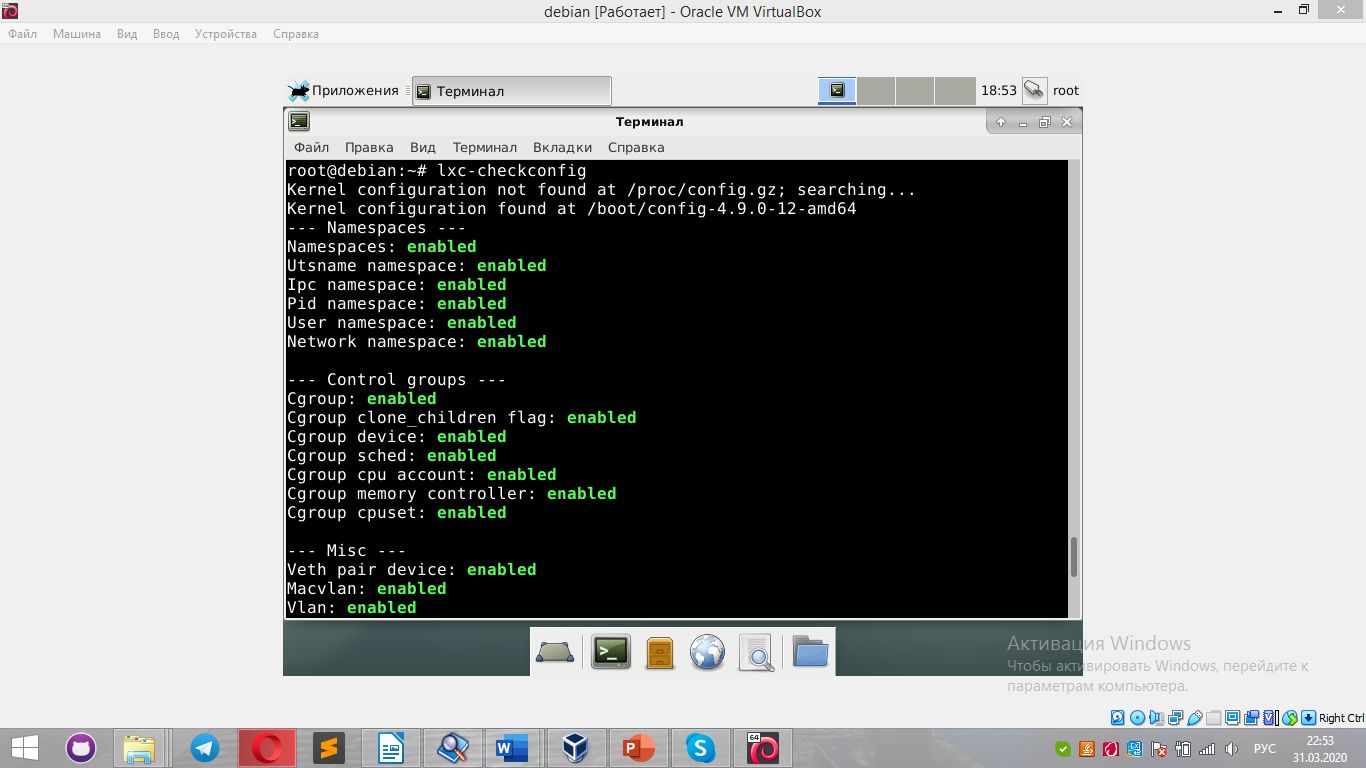 debian [Работает] - Oracle VM VirtualBox
Файл Машина Вид Ввод Устройства Справка
Приложения Терминал 18:53 root
Терминал
Файл Правка Вид Терминал Вкладки Справка
root@debian:~# lxc-checkconfig
Kernel configuration not found at /proc/config.gz; searching...
Kernel configuration found at /boot/config-4.9.0-12-amd64
--- Namespaces ---
Namespaces: enabled
Utsname namespace: enabled
Ipc namespace: enabled
Pid namespace: enabled
User namespace: enabled
Network namespace: enabled
--- Control groups ---
Cgroup: enabled
Cgroup clone_children flag: enabled
Cgroup device: enabled
Cgroup sched: enabled
Cgroup cpu account: enabled
Cgroup memory controller: enabled
Cgroup cpuset: enabled
--- Misc ---
Veth pair device: enabled
Macvlan: enabled
Vlan: enabled
Активация Windows
Чтобы активировать Windows, перейдите к
параметрам компьютера.
Right Ctrl
64
РУС
22:53
31.03.2020